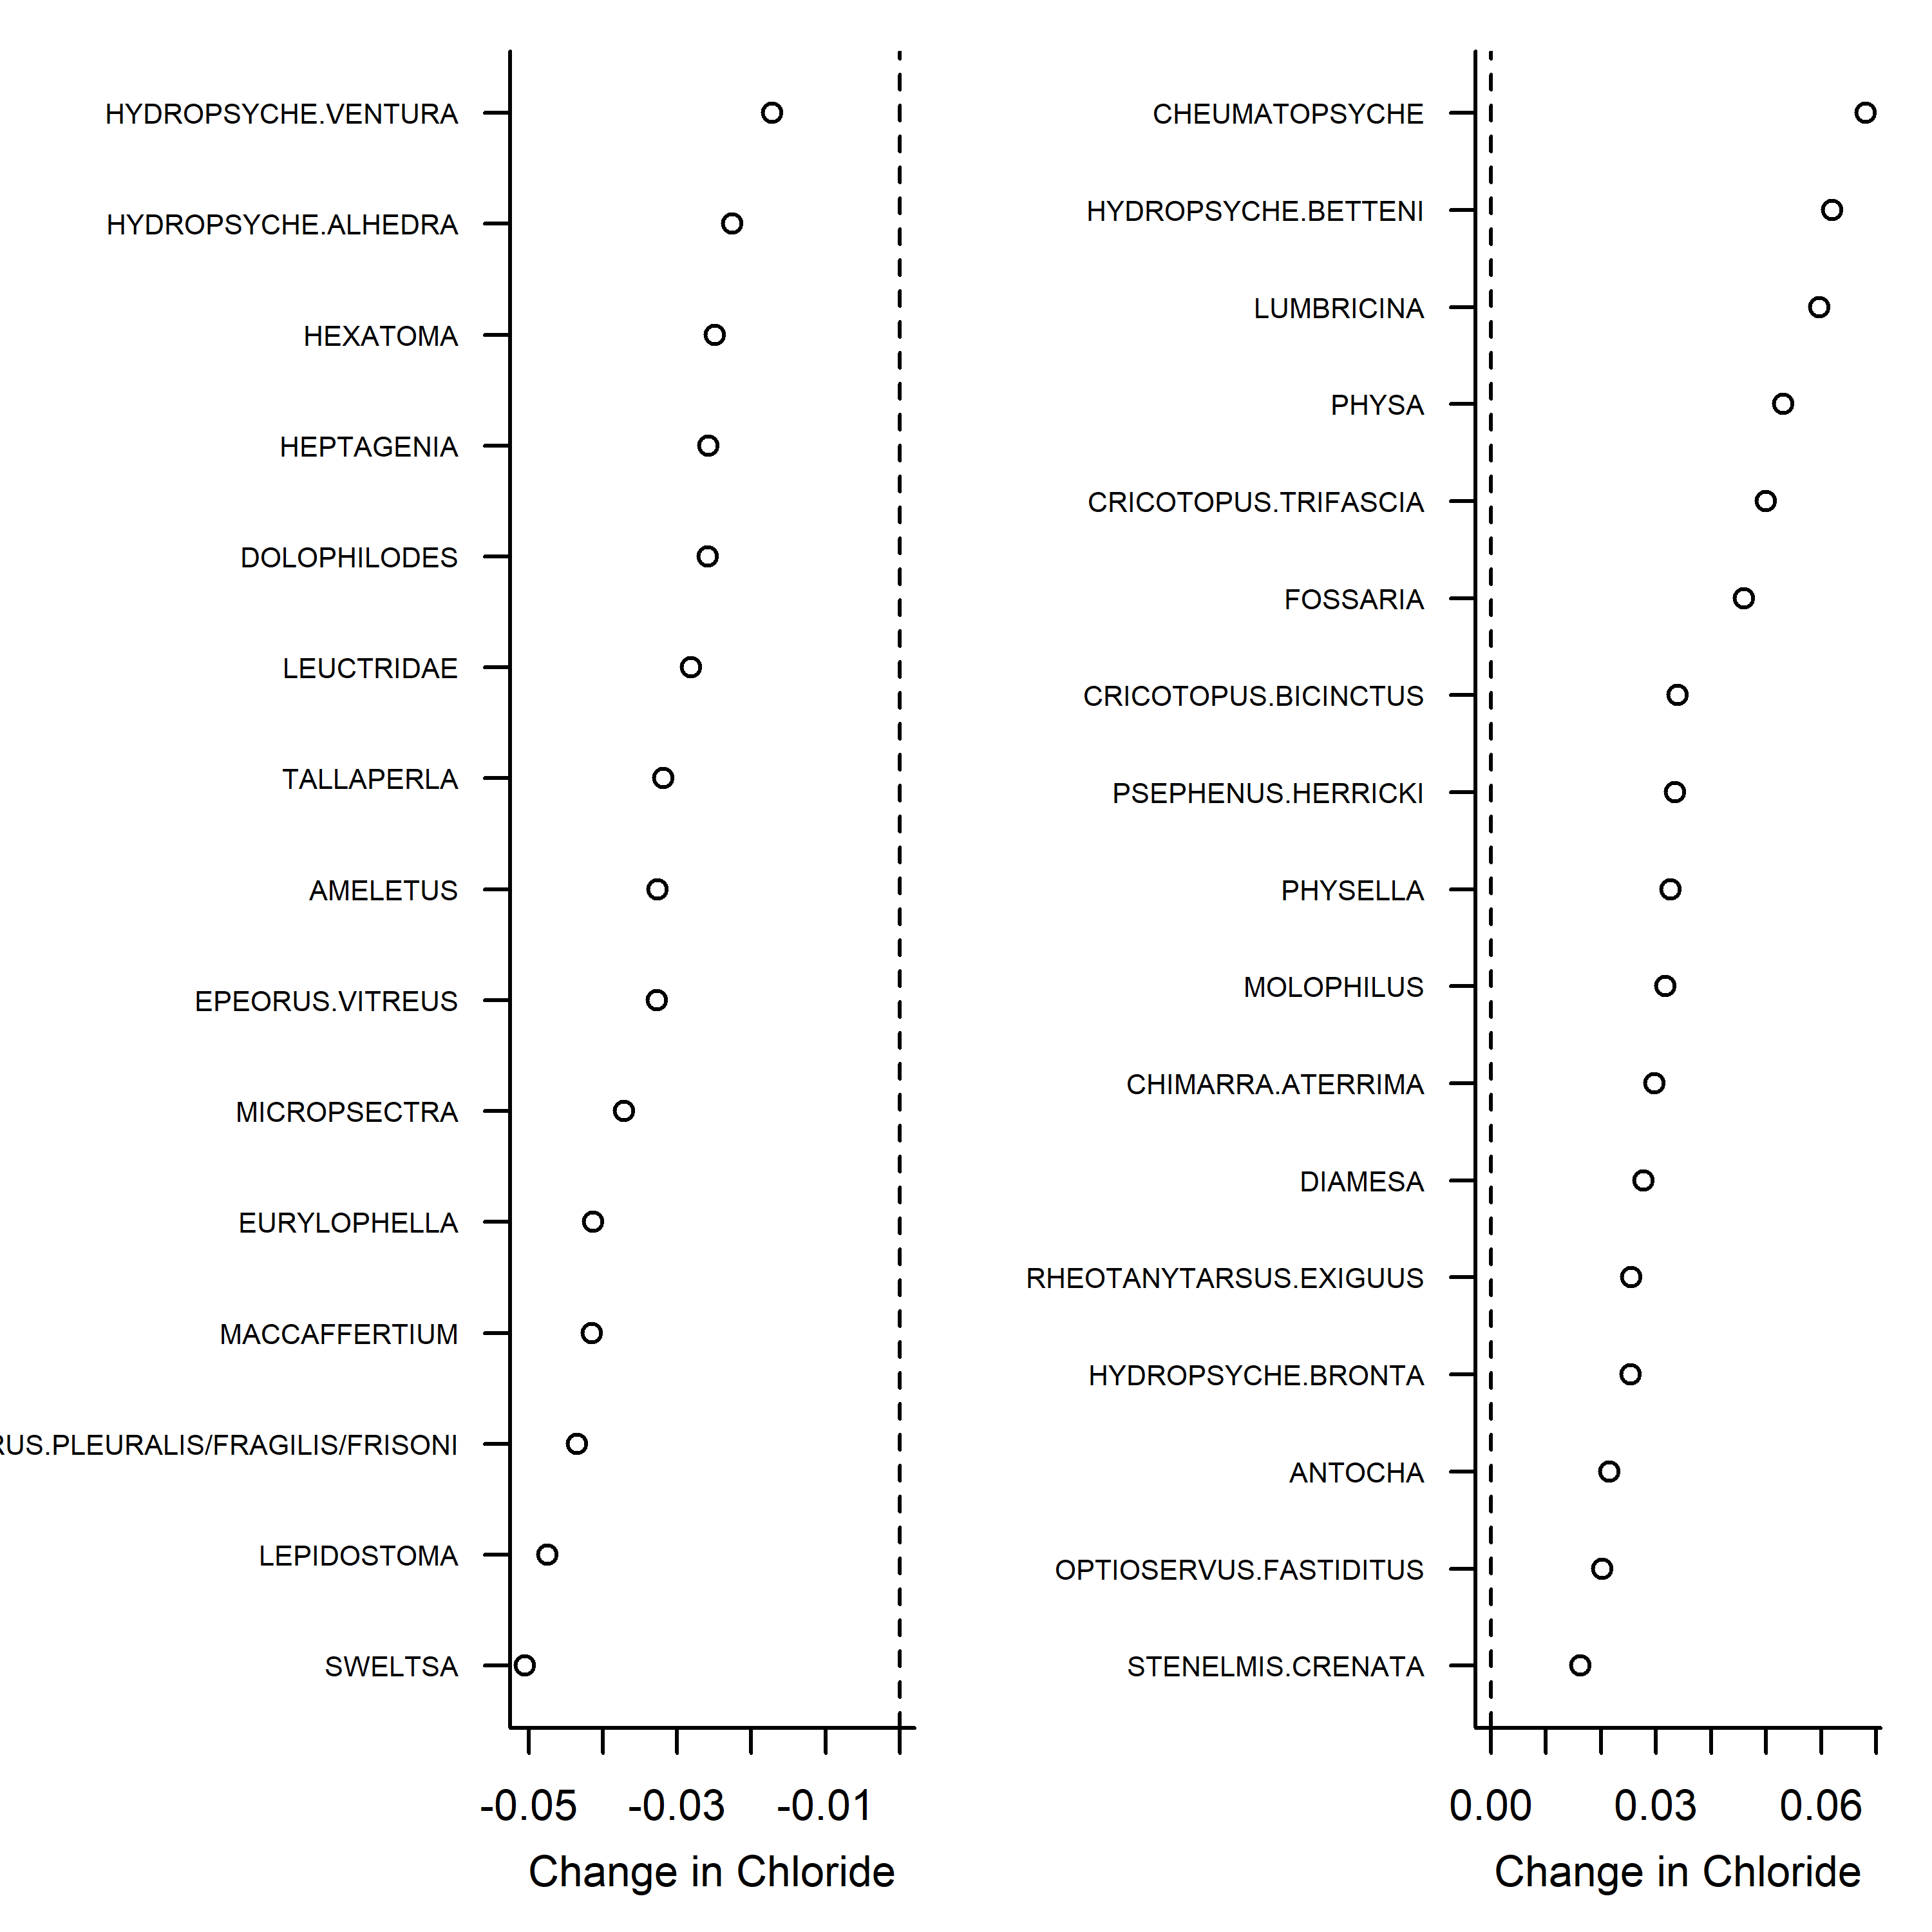 HYDROPSYCHE.VENTURA
HYDROPSYCHE.ALHEDRA
HEXATOMA
HEPTAGENIA
DOLOPHILODES
LEUCTRIDAE
TALLAPERLA
AMELETUS
EPEORUS.VITREUS
MICROPSECTRA
EURYLOPHELLA
MACCAFFERTIUM
RUS.PLEURALIS/FRAGILIS/FRISONI
LEPIDOSTOMA
SWELTSA
-0.05 -0.03 -0.01
Change in Chloride
CHEUMATOPSYCHE
HYDROPSYCHE.BETTENI
LUMBRICINA
PHYSA
CRICOTOPUS.TRIFASCIA
FOSSARIA
CRICOTOPUS.BICINCTUS
PSEPHENUS.HERRICKI
PHYSELLA
MOLOPHILUS
CHIMARRA.ATERRIMA
DIAMESA
RHEOTANYTARSUS.EXIGUUS
HYDROPSYCHE.BRONTA
ANTOCHA
OPTIOSERVUS.FASTIDITUS
STENELMIS.CRENATA
0.00 0.03 0.06
Change in Chloride